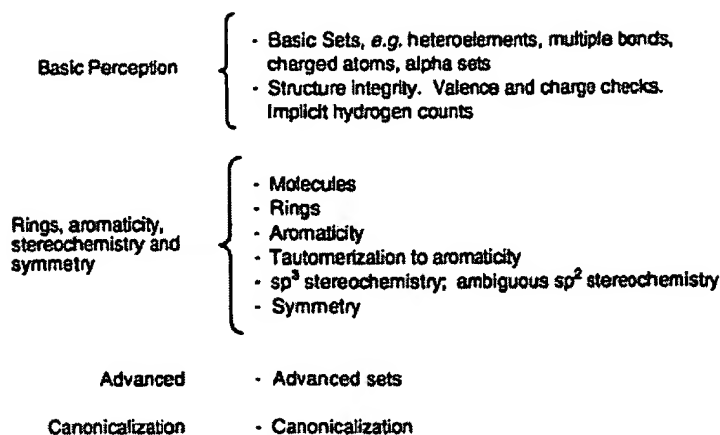 Basic Perception
- Basic Sets, e.g. heteroelements, multiple bonds,
charged atoms, alpha sets
- Structure integrity. Valence and charge checks.
Implicit hydrogen counts
Rings, aromaticity,
stereochemistry and
symmetry
- Molecules
- Rings
- Aromaticity
- Tautomerization to aromaticity
- sp³ stereochemistry; ambiguous sp² stereochemistry
- Symmetry
Advanced - Advanced sets
Canonicalization - Canonicalization